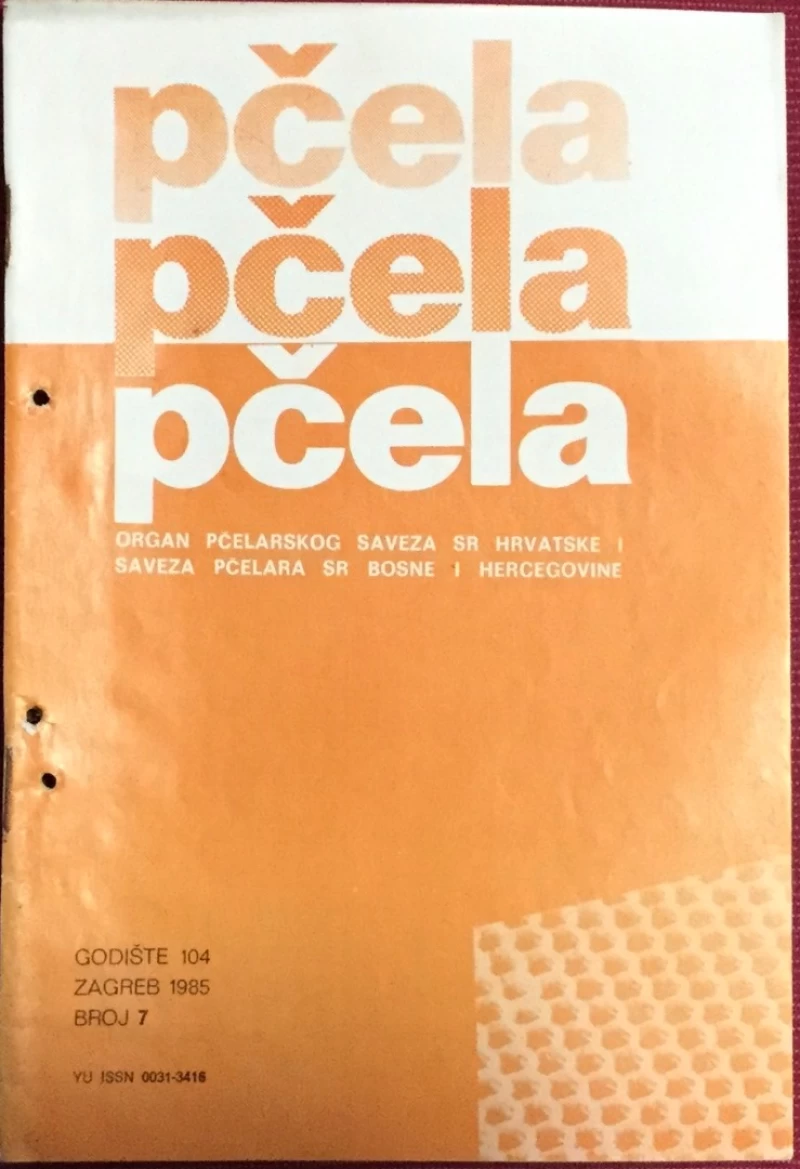 pčela
pčela
pčela
ORGAN PČELARSKOG SAVEZA SR HRVATSKE I
SAVEZA PČELARA SR BOSNE I HERCEGOVINE
GODIŠTE 104
ZAGREB 1985
BROJ 7
YU ISSN 0031-3416